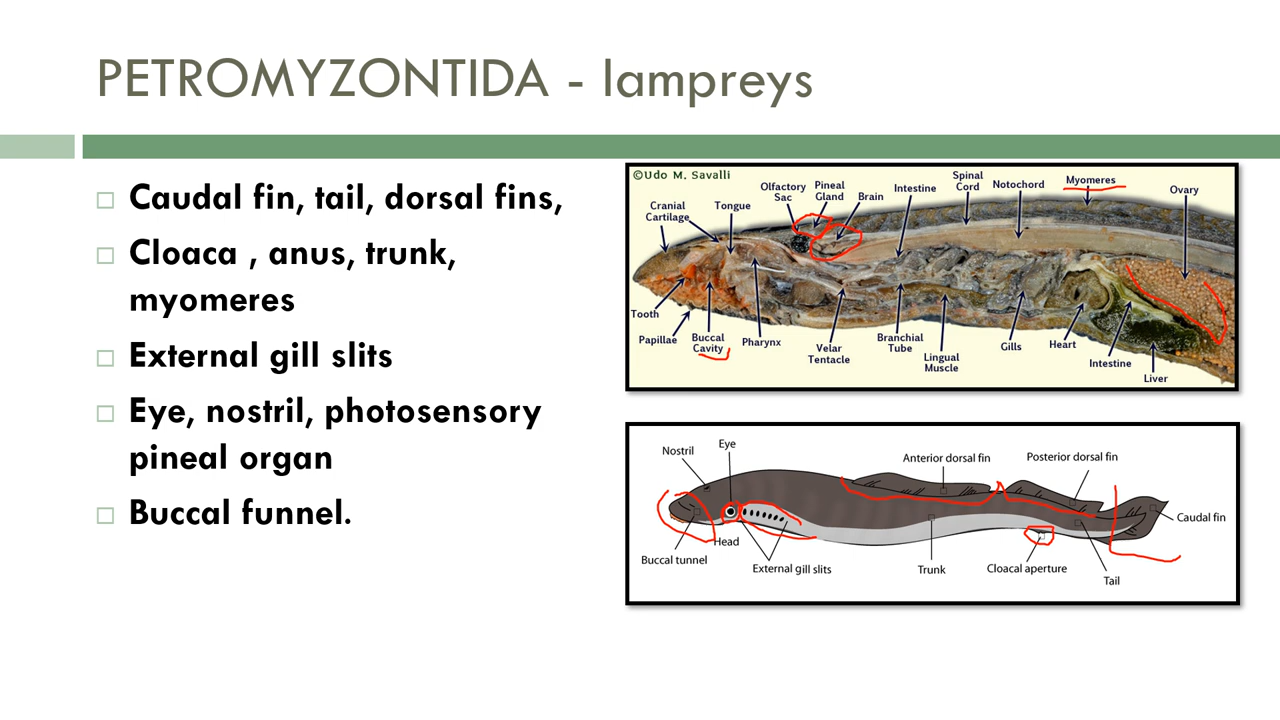 PETROMYZONTIDA - lampreys
Caudal fin, tail, dorsal fins,
Cloaca , anus, trunk,
myomeres
External gill slits
Eye, nostril, photosensory
pineal organ
Buccal funnel.
©Udo M. Savalli
Cranial
Cartilage
Tongue
Olfactory
Sac
Pineal
Gland
Brain
Intestine
Spinal
Cord
Notochord
Myomeres
Ovary
Tooth
Papillae
Buccal
Cavity
Pharynx
Velar
Tentacle
Branchial
Tube
Lingual
Muscle
Gills
Heart
Intestine
Liver
Nostril
Eye
Anterior dorsal fin
Posterior dorsal fin
Caudal fin
Head
Buccal tunnel
External gill slits
Trunk
Cloacal aperture
Tail